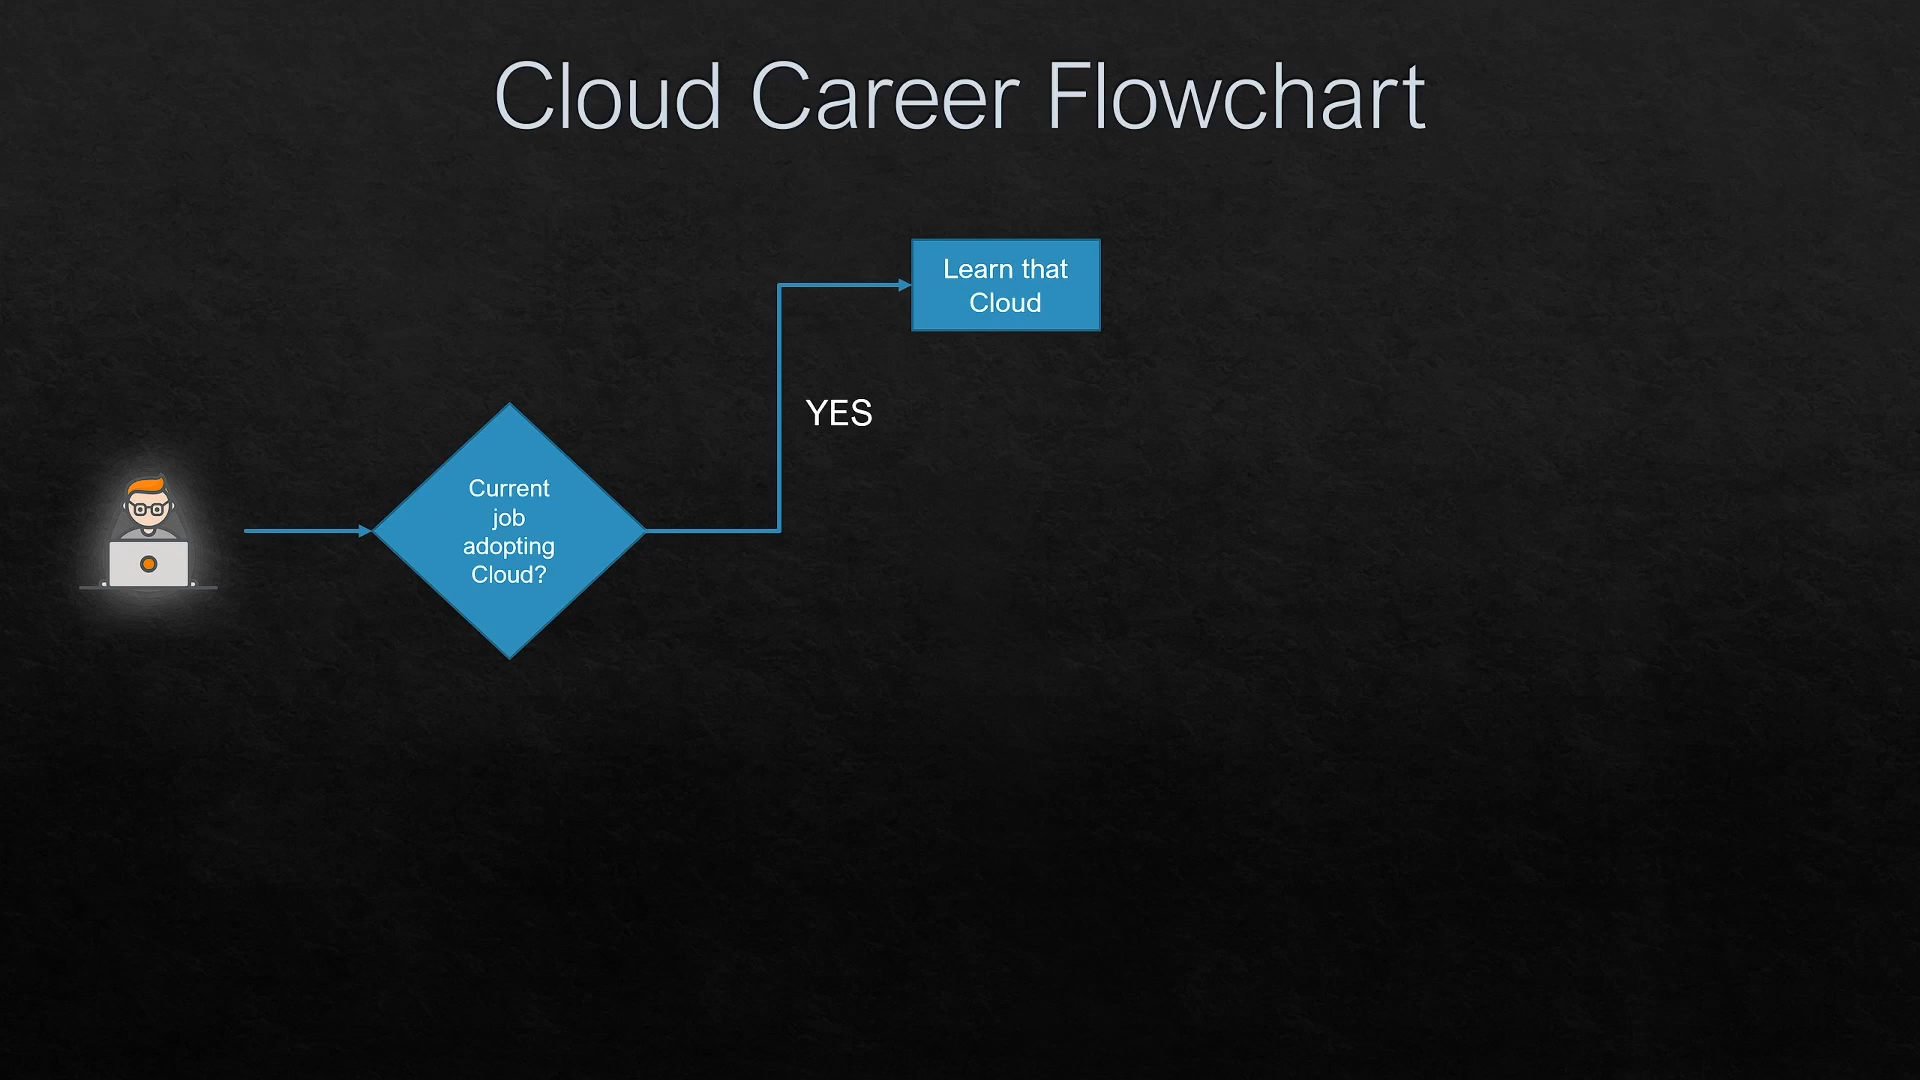 Cloud Career Flowchart
Learn that
Cloud
YES
Current
job
adopting
Cloud?